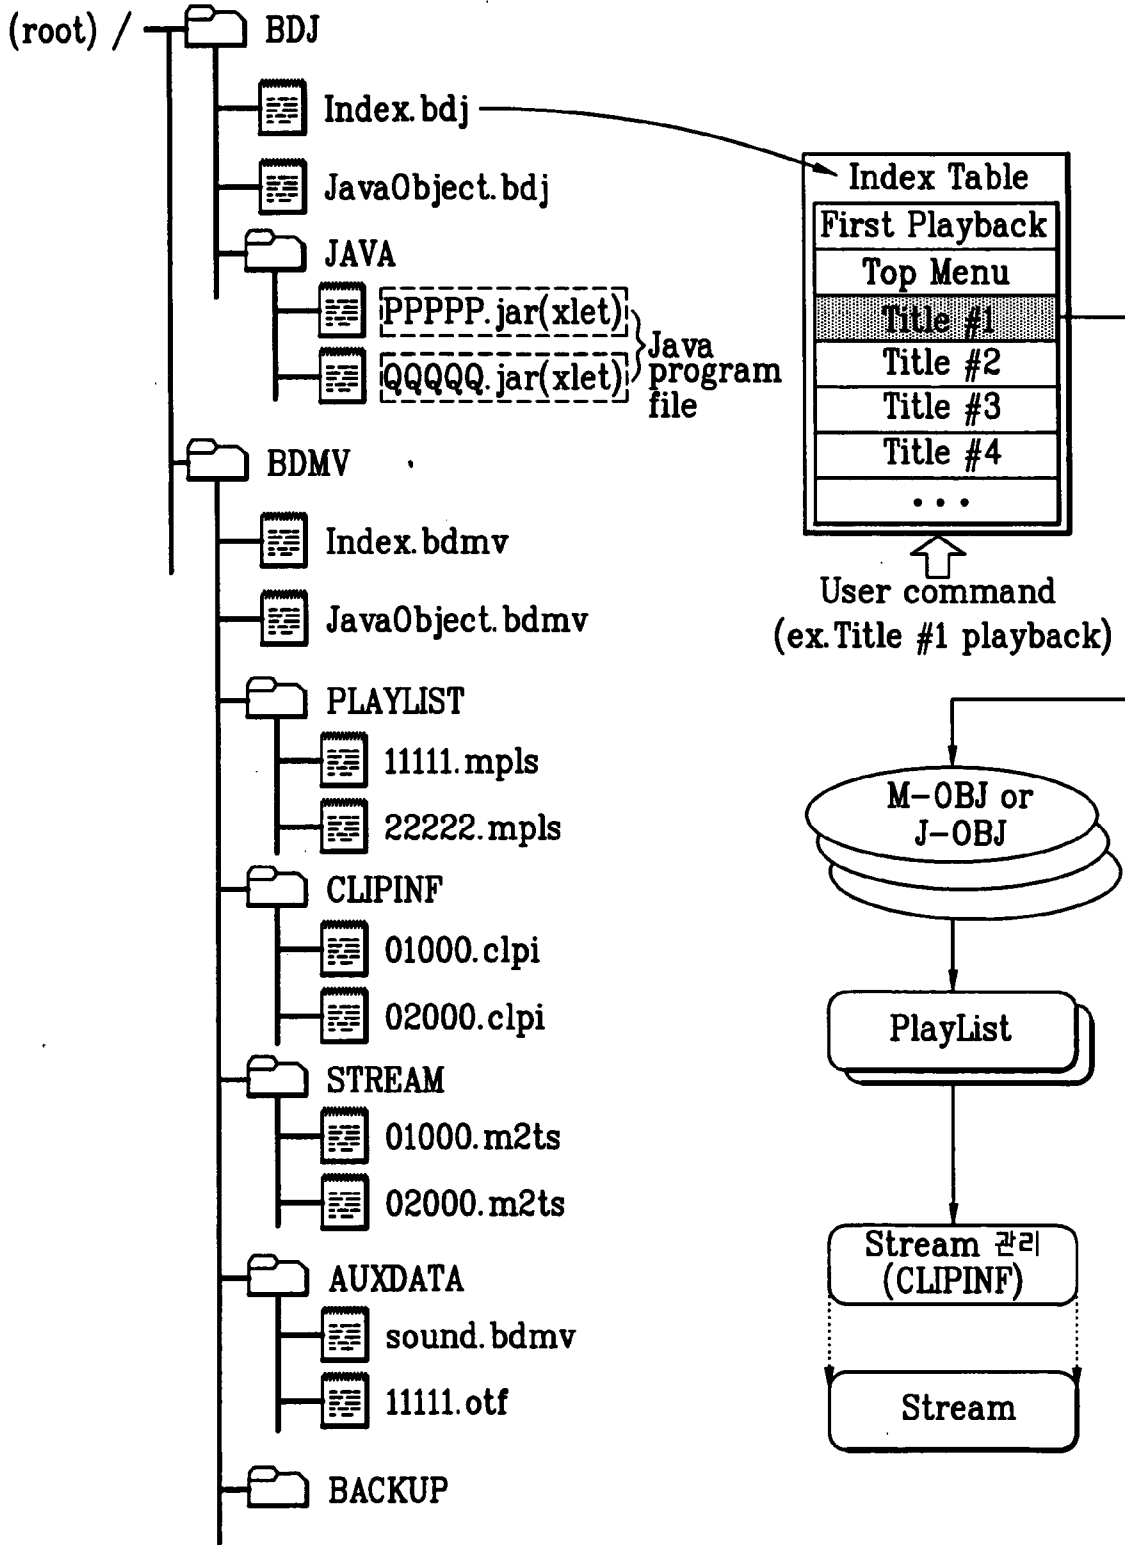 (root) /
BDJ
Index.bdj
JavaObject.bdj
JAVA
PPPPP.jar(xlet)
QQQQQ.jar(xlet)
Java
program
file
BDMV
Index.bdmv
JavaObject.bdmv
PLAYLIST
11111.mpls
22222.mpls
CLIPINF
01000.clpi
02000.clpi
STREAM
01000.m2ts
02000.m2ts
AUXDATA
sound.bdmv
11111.otf
BACKUP
Index Table
First Playback
Top Menu
Title #1
Title #2
Title #3
Title #4
• • •
User command
(ex.Title #1 playback)
M-OBJ or
J-OBJ
PlayList
Stream 관리
(CLIPINF)
Stream